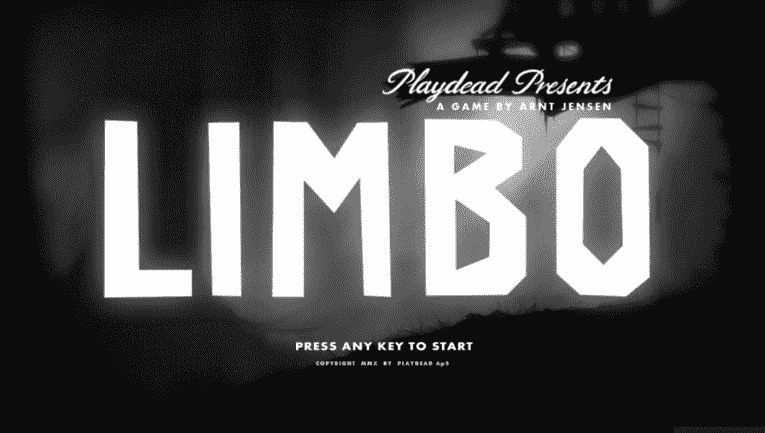 Playdead Presents
A GAME BY ARNT JENSEN
LIMBO
PRESS ANY KEY TO START
COPYRIGHT MMX BY PLAYDEAD ApS